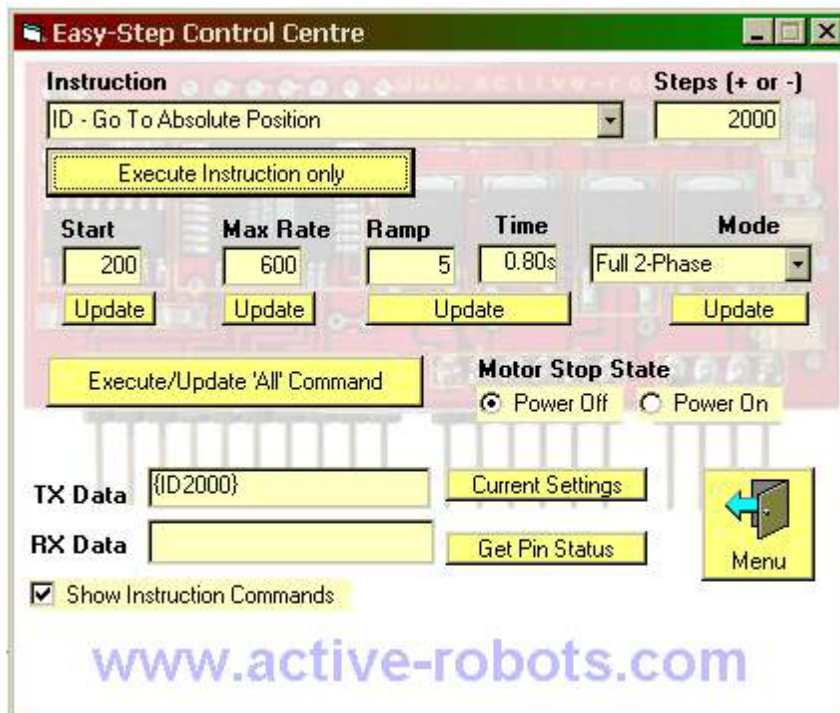 Easy-Step Control Centre
www.active-ro
Instruction Steps (+ or -)
ID - Go To Absolute Position 2000
Execute Instruction only
Start Max Rate Ramp Time Mode
200 600 5 0.80s Full 2-Phase
Update Update Update Update
Execute/Update 'All' Command
Motor Stop State
Power Off Power On
TX Data {ID2000} Current Settings
RX Data Get Pin Status
Menu
Show Instruction Commands
www.active-robots.com